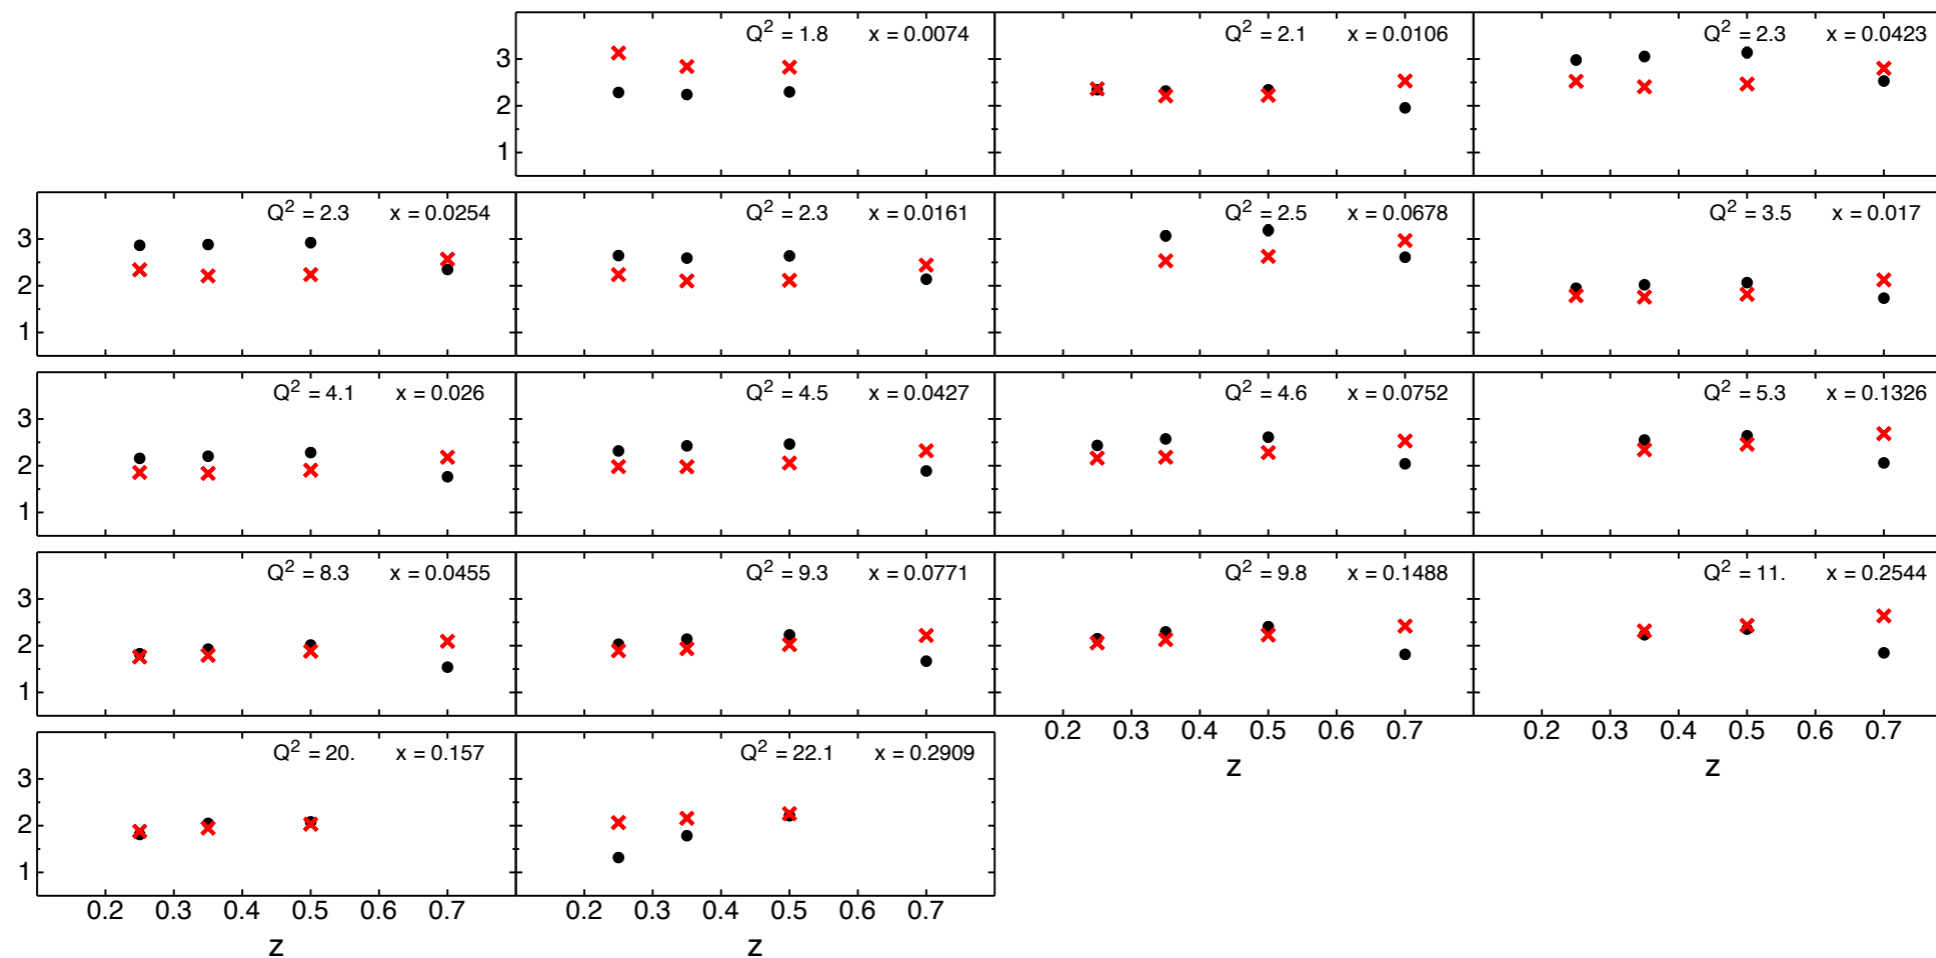 Q² = 1.8 x = 0.0074 Q² = 2.1 x = 0.0106 Q² = 2.3 x = 0.0423
3
2
1
Q² = 2.3 x = 0.0254 Q² = 2.3 x = 0.0161 Q² = 2.5 x = 0.0678 Q² = 3.5 x = 0.017
3
2
1
Q² = 4.1 x = 0.026 Q² = 4.5 x = 0.0427 Q² = 4.6 x = 0.0752 Q² = 5.3 x = 0.1326
3
2
1
Q² = 8.3 x = 0.0455 Q² = 9.3 x = 0.0771 Q² = 9.8 x = 0.1488 Q² = 11. x = 0.2544
3
2
1
0.2 0.3 0.4 0.5 0.6 0.7 0.2 0.3 0.4 0.5 0.6 0.7
z z
Q² = 20. x = 0.157 Q² = 22.1 x = 0.2909
3
2
1
0.2 0.3 0.4 0.5 0.6 0.7 0.2 0.3 0.4 0.5 0.6 0.7
z z